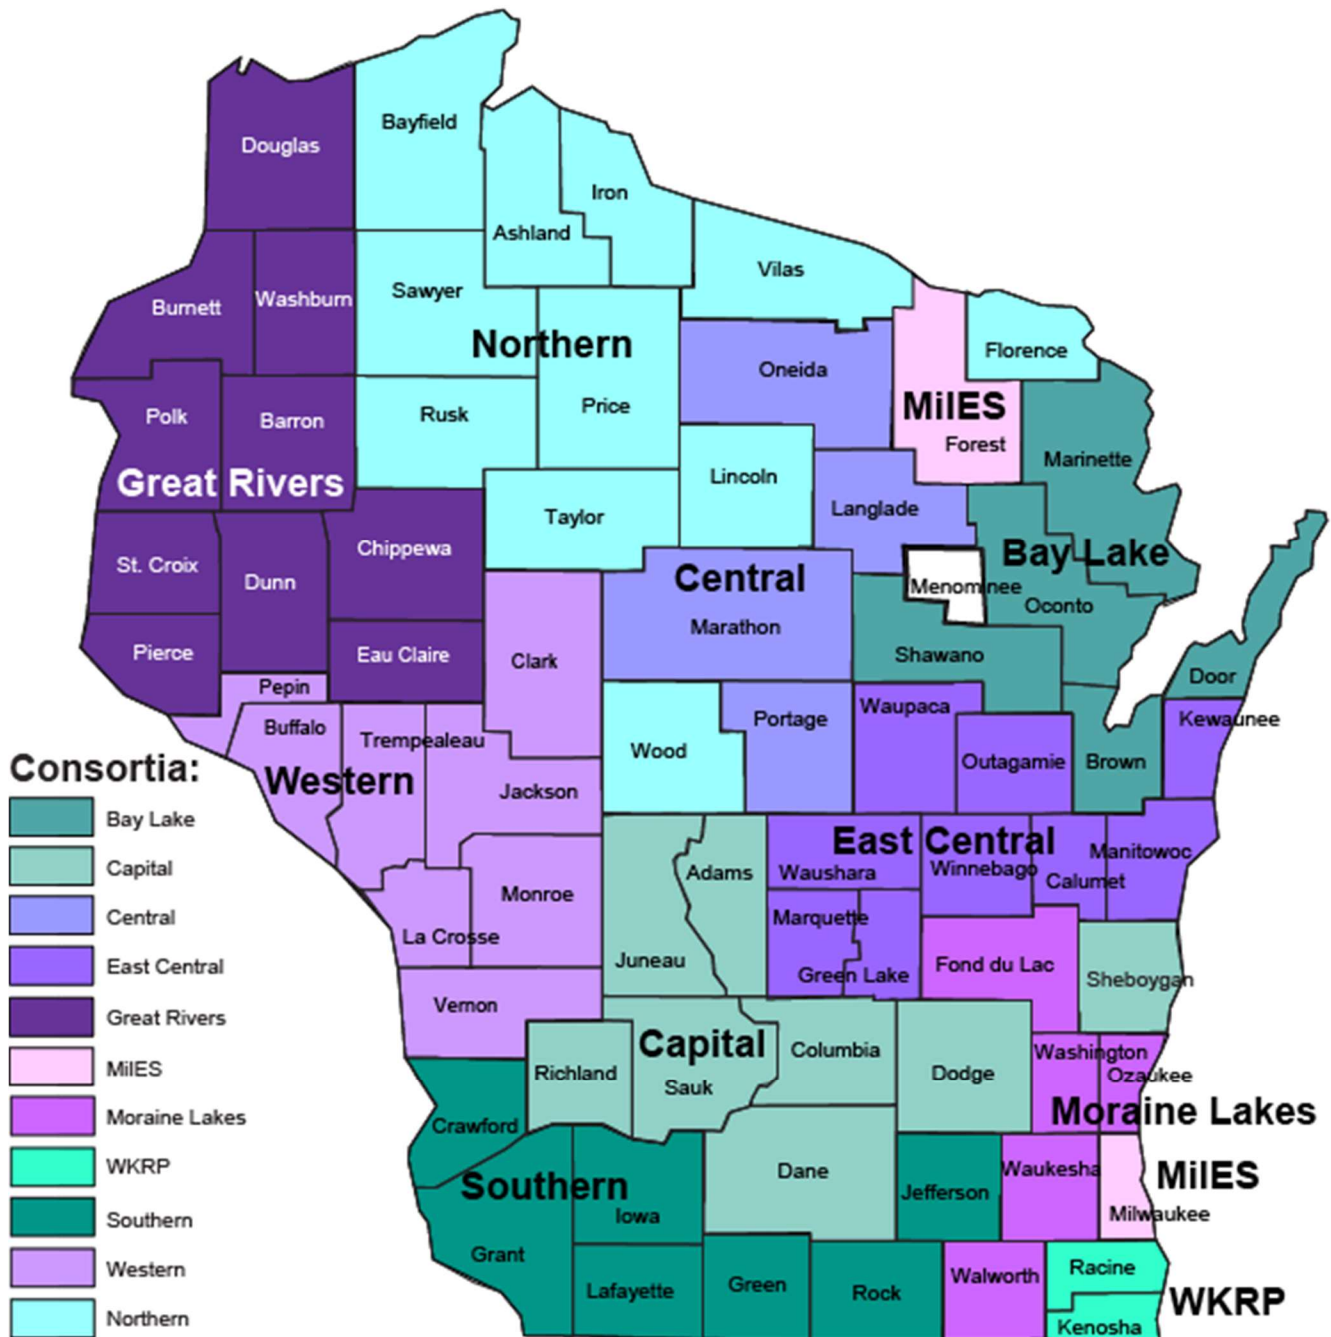 Bayfield
Douglas
Iron
Ashland
Vilas
Sawyer
Burnett
Washburn
Northern
Florence
Oneida
Price
MilES
Rusk
Polk
Barron
Forest
Marinette
Lincoln
Great Rivers
Langlade
Taylor
Chippewa
Bay Lake
St. Croix
Dunn
Central
Menominee
Oconto
Marathon
Pierce
Eau Claire
Clark
Shawano
Door
Pepin
Waupaca
Portage
Kewaunee
Buffalo
Trempealeau
Wood
Outagamie
Brown
Western
Jackson
East Central
Manitowoc
Adams
Waushara
Winnebago
Calumet
Monroe
Marquette
La Crosse
Juneau
Green Lake
Fond du Lac
Sheboygan
Vernon
Capital
Columbia
Washington
Richland
Sauk
Dodge
Ozaukee
Moraine Lakes
Crawford
Dane
Waukesha
MilES
Southern
Jefferson
Iowa
Milwaukee
Grant
Lafayette
Green
Rock
Walworth
Racine
WKRP
Kenosha
Consortia:
Bay Lake
Capital
Central
East Central
Great Rivers
MilES
Moraine Lakes
WKRP
Southern
Western
Northern